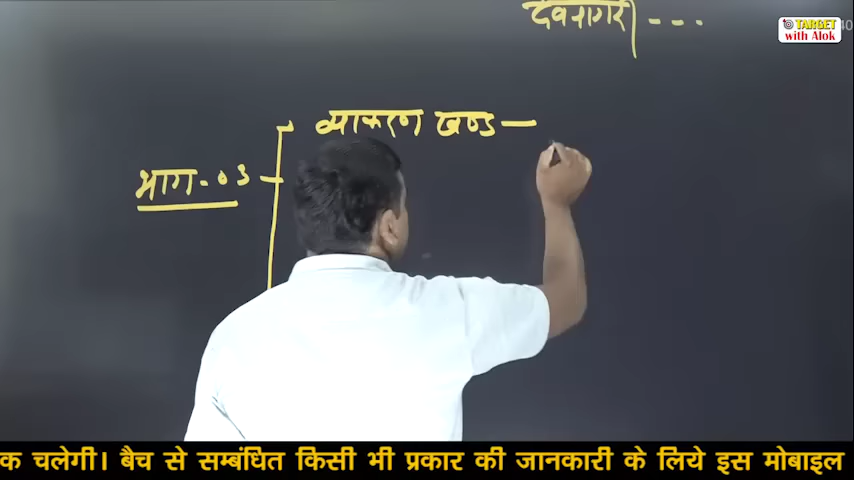 देवनागरी - - -
TARGET
with Alok
व्याकरण खण्ड —
भाग - 03
क चलेगी। बैच से सम्बंधित किसी भी प्रकार की जानकारी के लिये इस मोबाइल